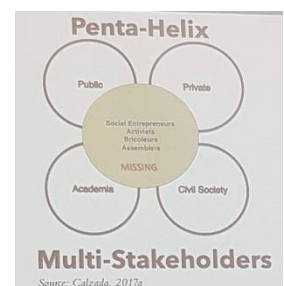 Penta-Helix
Public
Private
Social Entrepreneurs
Activists
Bricoleurs
Assemblers
MISSING
Academia
Civil Society
Multi-Stakeholders
Source: Calzada, 2017a